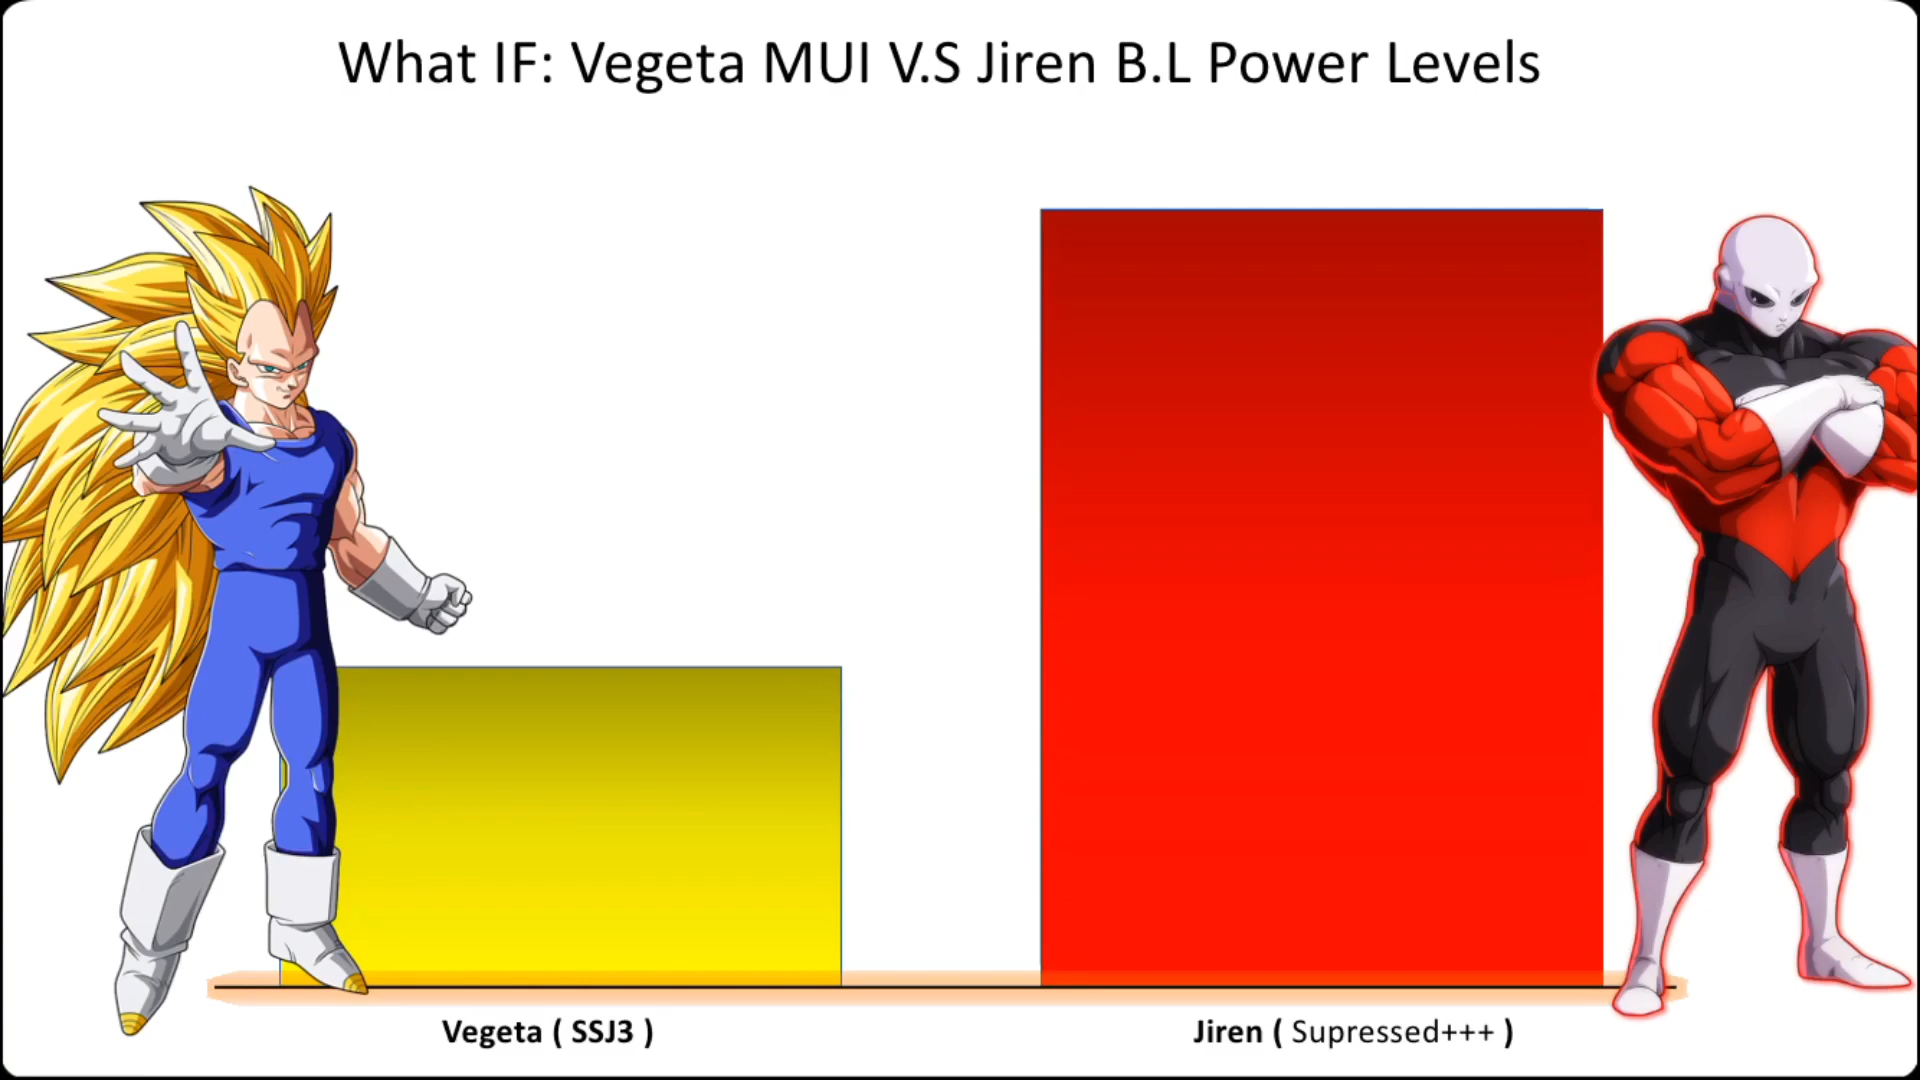 What IF: Vegeta MUI V.S Jiren B.L Power Levels
Vegeta ( SSJ3 )
Jiren ( Supressed+++ )